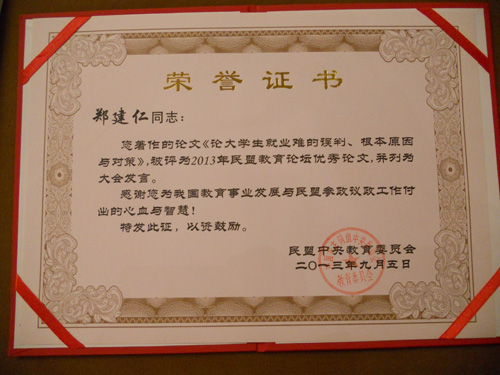 荣誉证书
郑建仁同志:
您著作的论文《论大学生就业难的误判、根本原因
与对策》,被评为2013年民盟教育论坛优秀论文,并列为
大会发言。
感谢您为我国教育事业发展与民盟参政议政工作付
出的心血与智慧!
特发此证,以资鼓励。
民盟中央教育委员会
二〇一三年九月五日
教育委员会